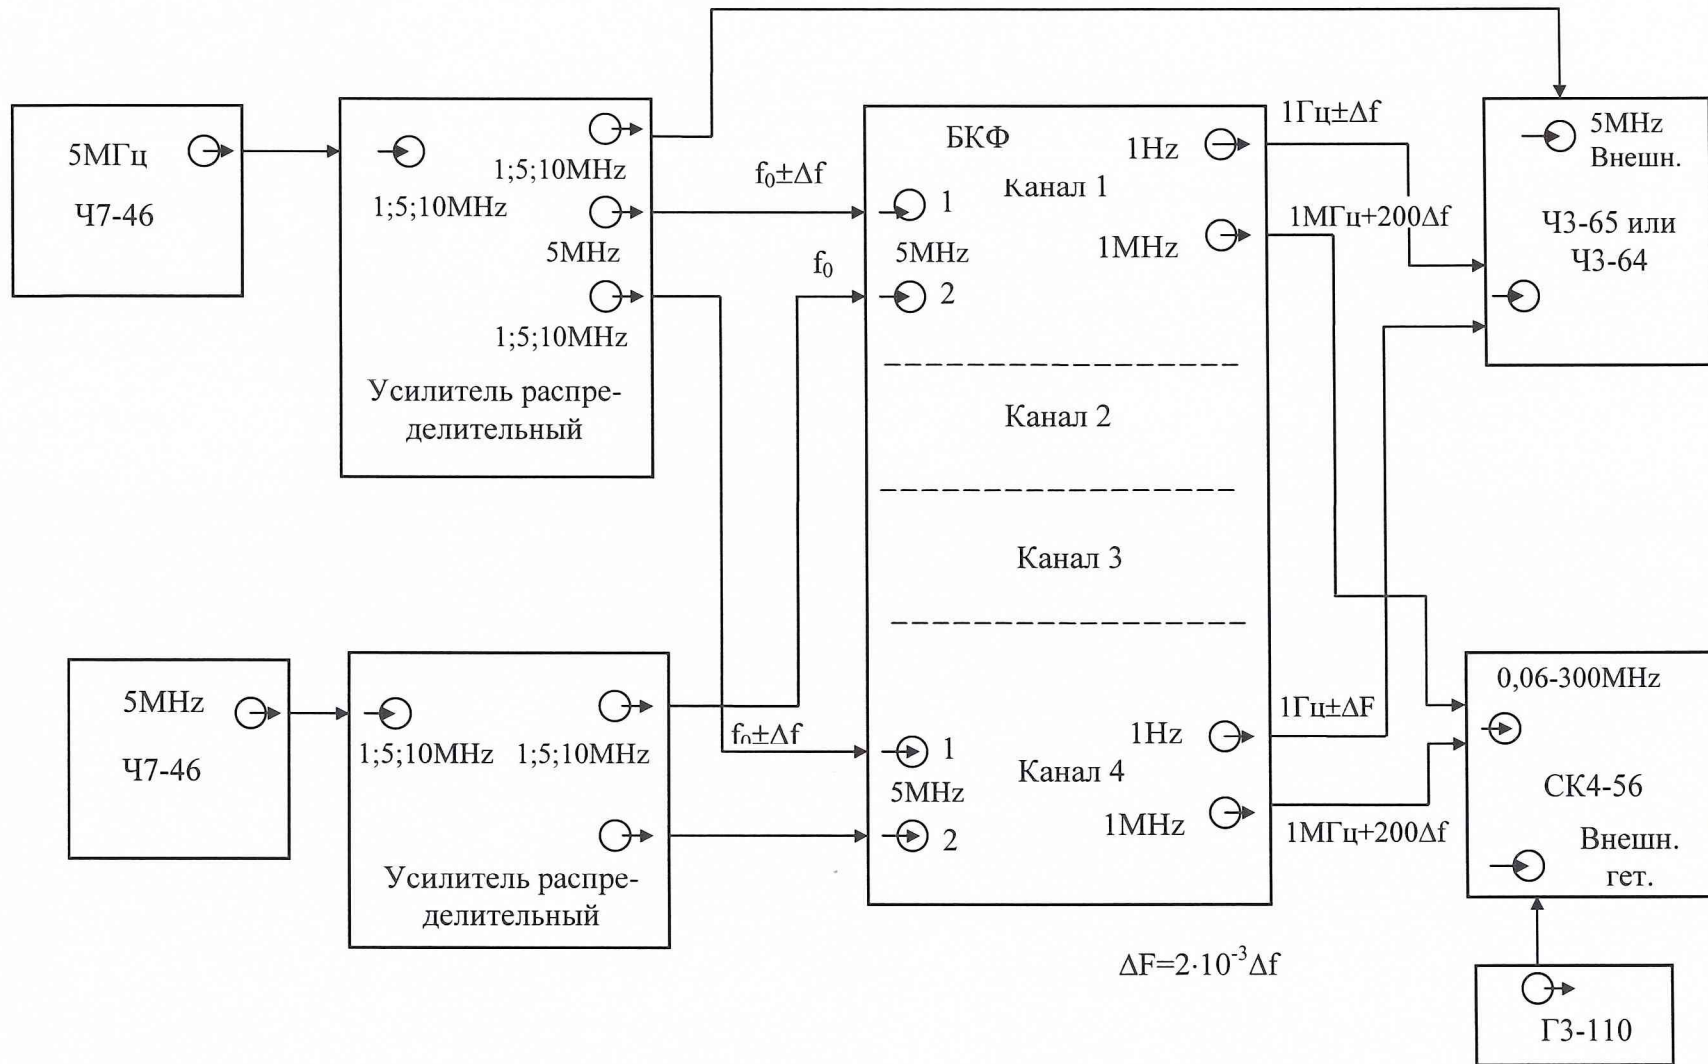 5МГц
Ч7-46
1;5;10MHz
1;5;10MHz
5MHz
1;5;10MHz
Усилитель распре-
делительный
f₀±Δf
f₀
БКФ
1Hz
Канал 1
1
5MHz
1MHz
2
Канал 2
Канал 3
1Гц±Δf
1МГц+200Δf
5MHz
Внешн.
Ч3-65 или
Ч3-64
5MHz
Ч7-46
1;5;10MHz
1;5;10MHz
Усилитель распре-
делительный
f₀±Δf
1
5MHz
2
Канал 4
1Hz
1MHz
1Гц±ΔF
1МГц+200Δf
0,06-300MHz
СК4-56
Внешн.
гет.
ΔF=2·10⁻³Δf
Г3-110